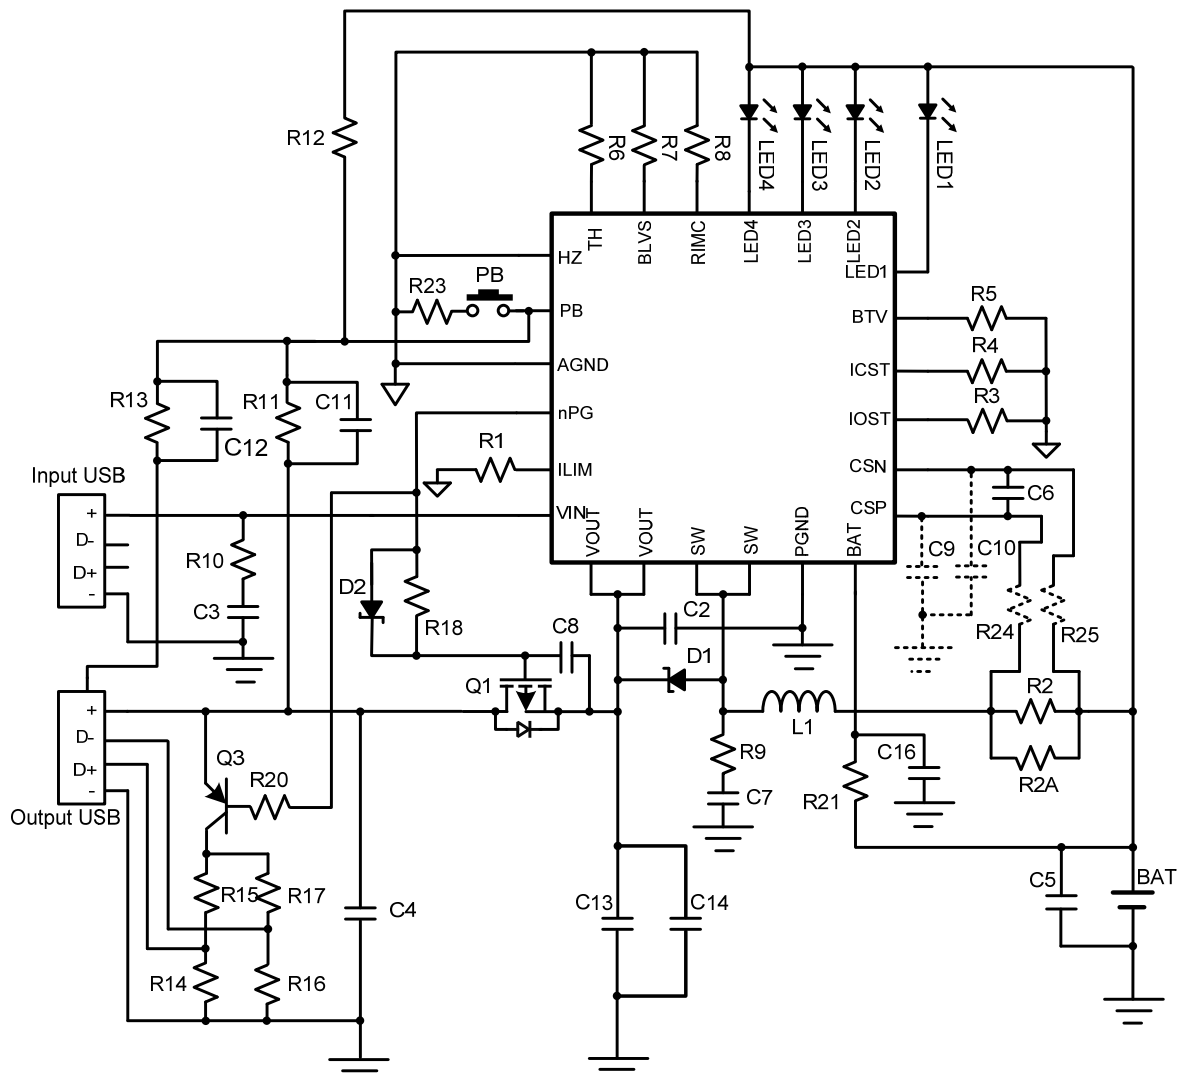 R12
R6
R7
R8
LED4
LED3
LED2
LED1
TH
BLVS
RIMC
LED4
LED3
LED2
LED1
HZ
R23
PB
PB
BTV
R5
AGND
ICST
R4
R13
C12
R11
C11
nPG
IOST
R3
R1
ILIM
CSN
C6
Input USB
+
D-
D+
-
VIN
CSP
VOUT
VOUT
SW
SW
PGND
BAT
R10
C3
D2
R18
C8
C2
D1
C9
C10
R24
R25
Q1
L1
R2
R2A
+
D-
D+
-
Output USB
Q3
R20
R9
C7
R21
C16
R15
R17
C4
C13
C14
C5
BAT
R14
R16